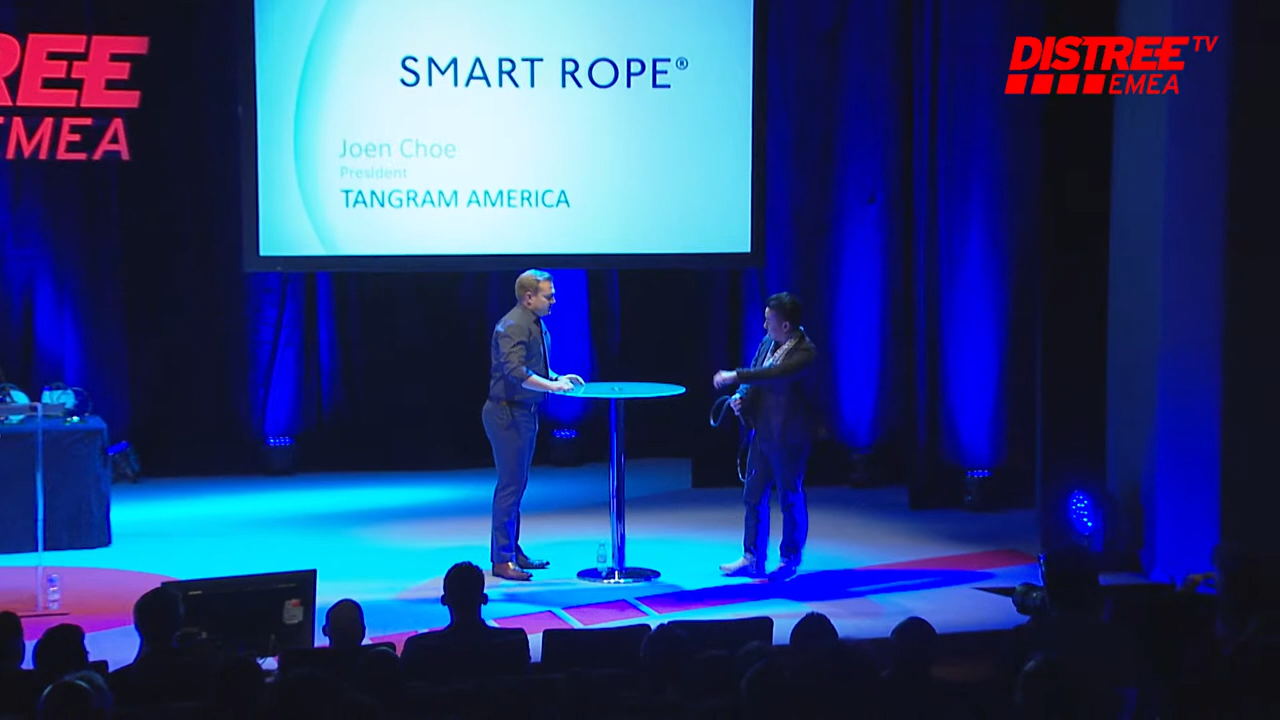 REE
EMEA
SMART ROPE®
Joen Choe
President
TANGRAM AMERICA
DISTREE TV
EMEA